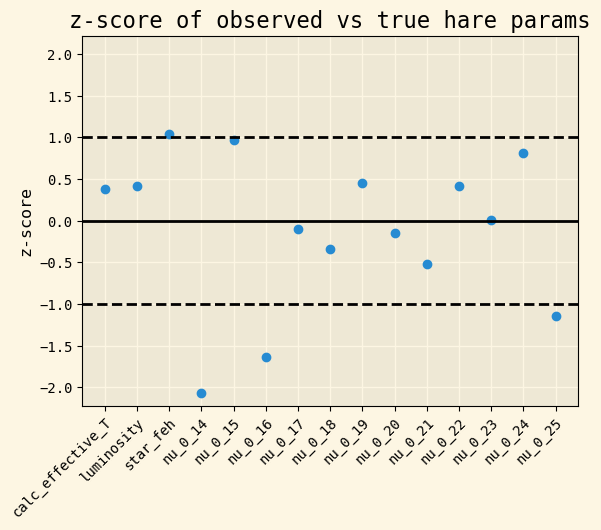 z-score of observed vs true hare params
z-score
2.0
1.5
1.0
0.5
0.0
−0.5
−1.0
−1.5
−2.0
calc_effective_T
luminosity
star_feh
nu_0_14
nu_0_15
nu_0_16
nu_0_17
nu_0_18
nu_0_19
nu_0_20
nu_0_21
nu_0_22
nu_0_23
nu_0_24
nu_0_25